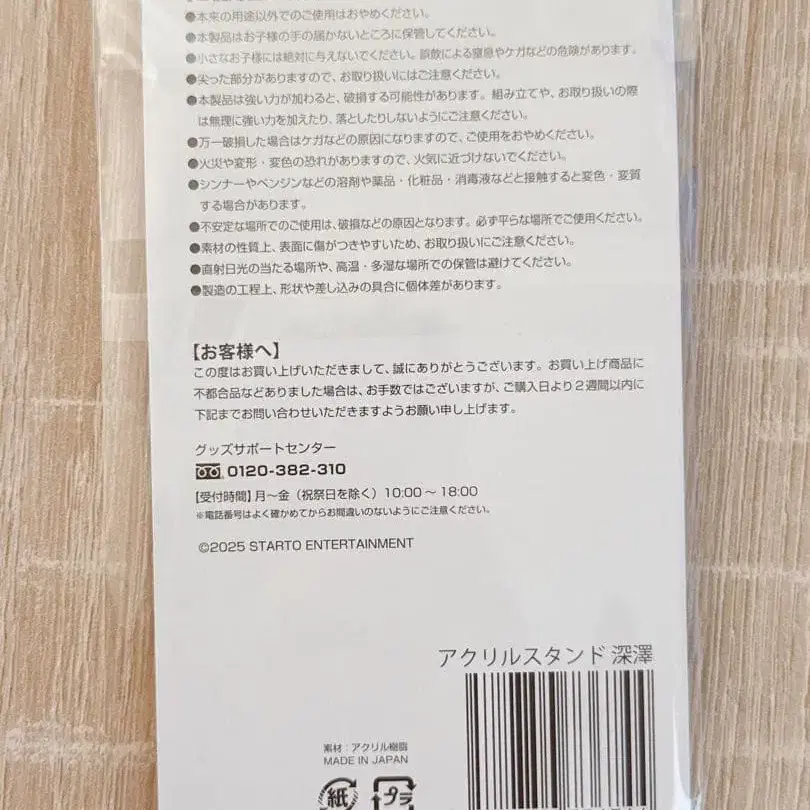 ●本来の用途以外でのご使用はおやめください。
●本製品はお子様の手の届かないところに保管してください。
●小さなお子様には絶対に与えないでください。誤飲による窒息やケガなどの危険があります。
●尖った部分がありますので、お取り扱いにはご注意ください。
●本製品は強い力が加わると、破損する可能性があります。組み立てや、お取り扱いの際
は無理に強い力を加えたり、落としたりしないようにご注意ください。
●万一破損した場合はケガなどの原因になりますので、ご使用をおやめください。
●火災や変形・変色の恐れがありますので、火気に近づけないでください。
●シンナーやベンジンなどの溶剤や薬品・化粧品・消毒液などと接触すると変色・変質
する場合があります。
●不安定な場所でのご使用は、破損などの原因となります。必ず平らな場所でご使用ください。
●素材の性質上、表面に傷がつきやすいため、お取り扱いにご注意ください。
●直射日光の当たる場所や、高温・多湿な場所での保管は避けてください。
●製造の工程上、形状や差し込みの具合に個体差があります。
【お客様へ】
この度はお買い上げいただきまして、誠にありがとうございます。お買い上げ商品に
不都合品などありました場合は、お手数ではございますが、ご購入日より2週間以内に
下記までお問い合わせいただきますようお願い申し上げます。
グッズサポートセンター
0120-382-310
【受付時間】月〜金（祝祭日を除く）10:00〜18:00
※電話番号はよく確かめてからお間違いのないようにご注意ください。
©2025 STARTO ENTERTAINMENT
アクリルスタンド 深澤
素材：アクリル樹脂
MADE IN JAPAN
紙
プラ